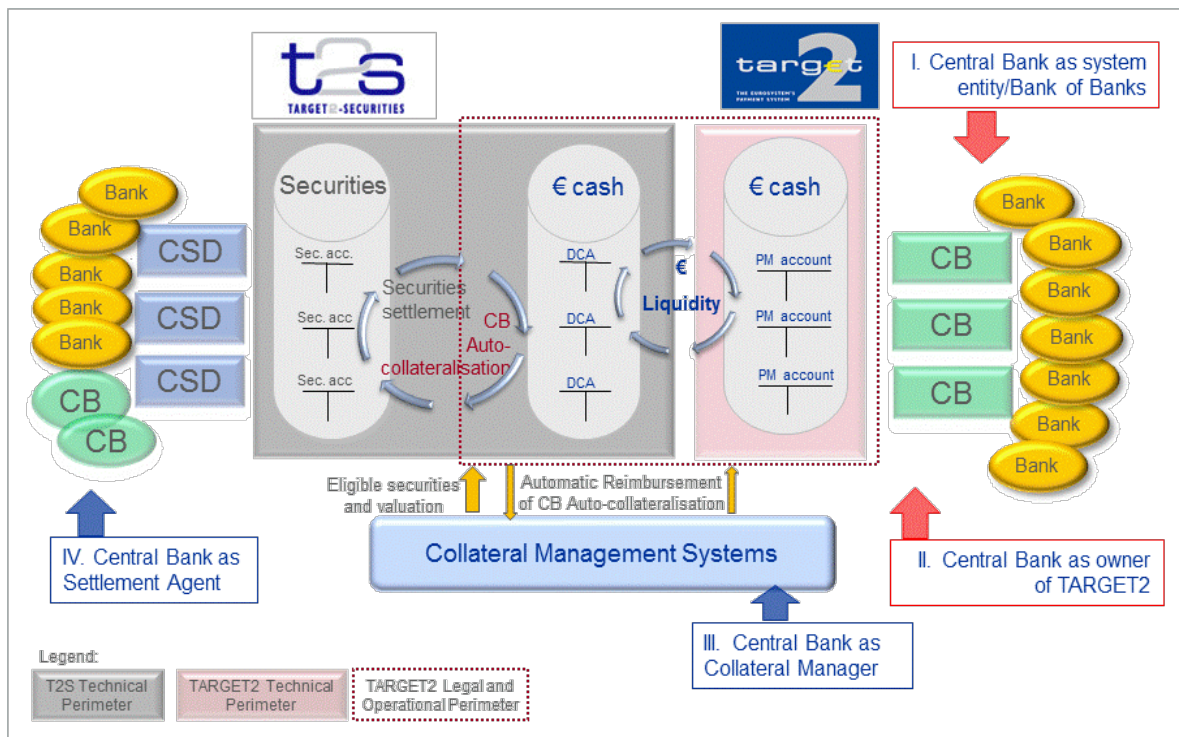 t2s
TARGET2-SECURITIES
target
2
THE EUROSYSTEM'S
PAYMENT SYSTEM
I. Central Bank as system
entity/Bank of Banks
Securities
€ cash
€ cash
Sec. acc.
Sec. acc
Sec. acc
Securities
settlement
CB
Auto-
collateralisation
DCA
DCA
DCA
€
Liquidity
PM account
PM account
PM account
Bank
Bank
Bank
Bank
Bank
CB
CB
CSD
CSD
CSD
CB
CB
CB
Bank
Bank
Bank
Bank
Bank
Bank
Bank
Eligible securities
and valuation
Automatic Reimbursement
of CB Auto-collateralisation
Collateral Management Systems
IV. Central Bank as
Settlement Agent
II. Central Bank as owner
of TARGET2
III. Central Bank as
Collateral Manager
Legend:
T2S Technical
Perimeter
TARGET2 Technical
Perimeter
TARGET2 Legal and
Operational Perimeter